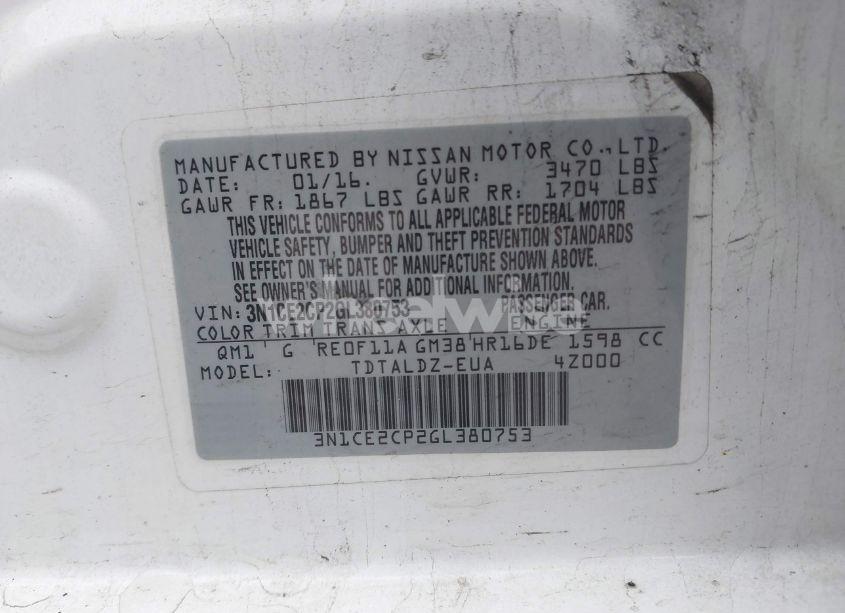 MANUFACTURED BY NISSAN MOTOR CO., LTD.
DATE: 01/16. GVWR: 3470 LBS
GAWR FR: 1867 LBS GAWR RR: 1704 LBS
THIS VEHICLE CONFORMS TO ALL APPLICABLE FEDERAL MOTOR
VEHICLE SAFETY, BUMPER AND THEFT PREVENTION STANDARDS
IN EFFECT ON THE DATE OF MANUFACTURE SHOWN ABOVE.
SEE OWNER'S MANUAL FOR ADDITIONAL INFORMATION.
VIN: 3N1CE2CP2GL380753 PASSENGER CAR.
COLOR TRIM TRANS AXLE ENGINE
QM1 G RE0F11A GM38 HR16DE 1598 CC
MODEL: TDTALDZ-EUA 4Z000
3N1CE2CP2GL380753